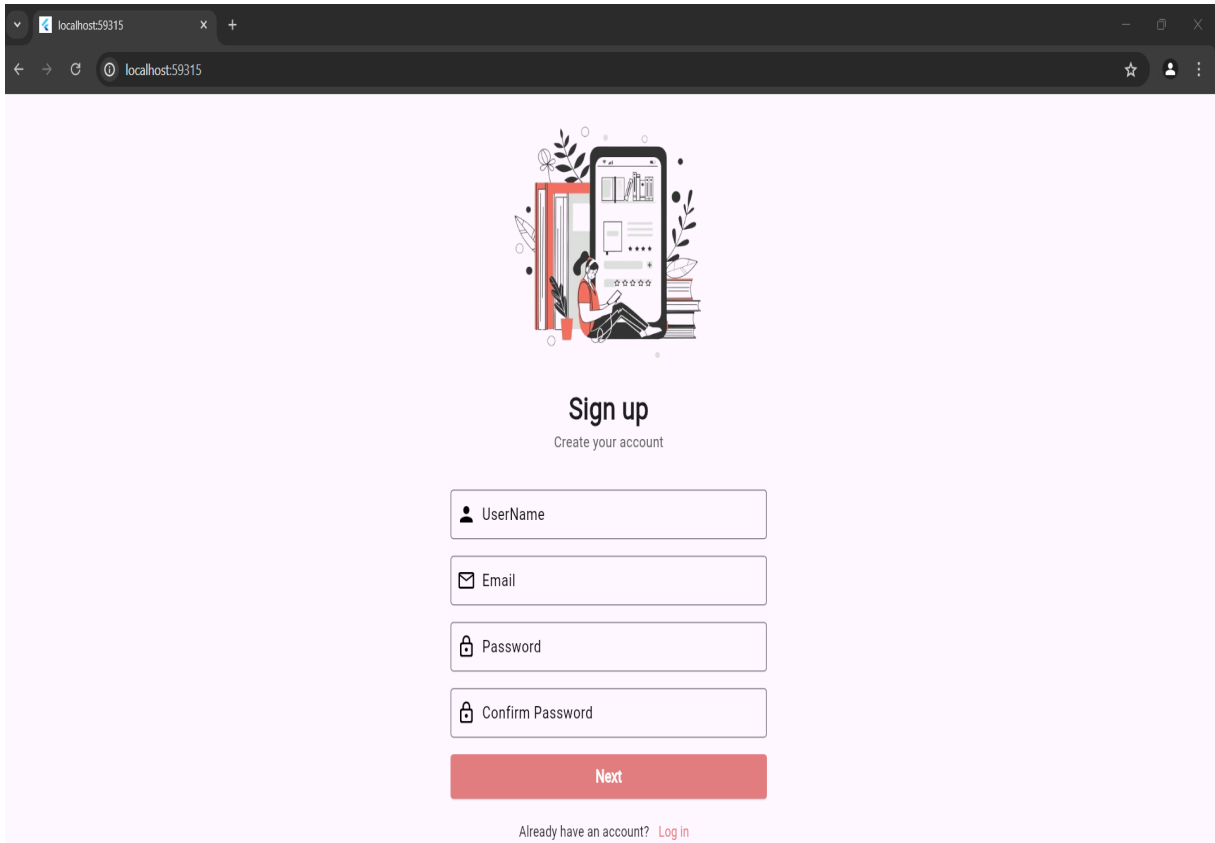 localhost:59315
localhost:59315
Sign up
Create your account
UserName
Email
Password
Confirm Password
Next
Already have an account? Log in